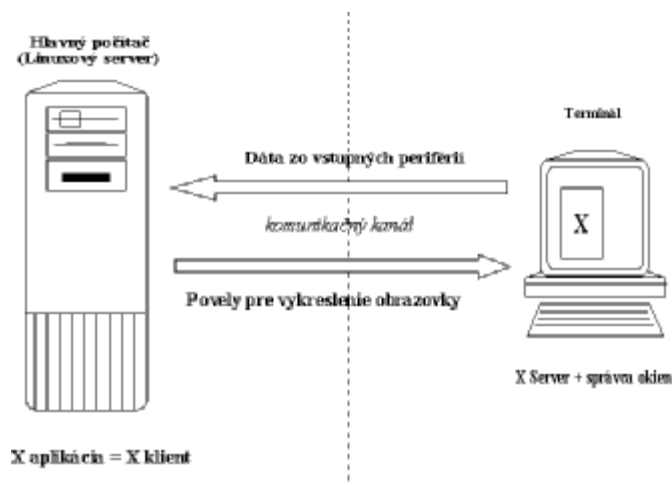 Hlavný počítač
(Linuxový server)
Terminál
Dáta zo vstupných periférií
komunikačný kanál
X
Povely pre vykreslenie obrazovky
X Server + správca okien
X aplikácia = X klient